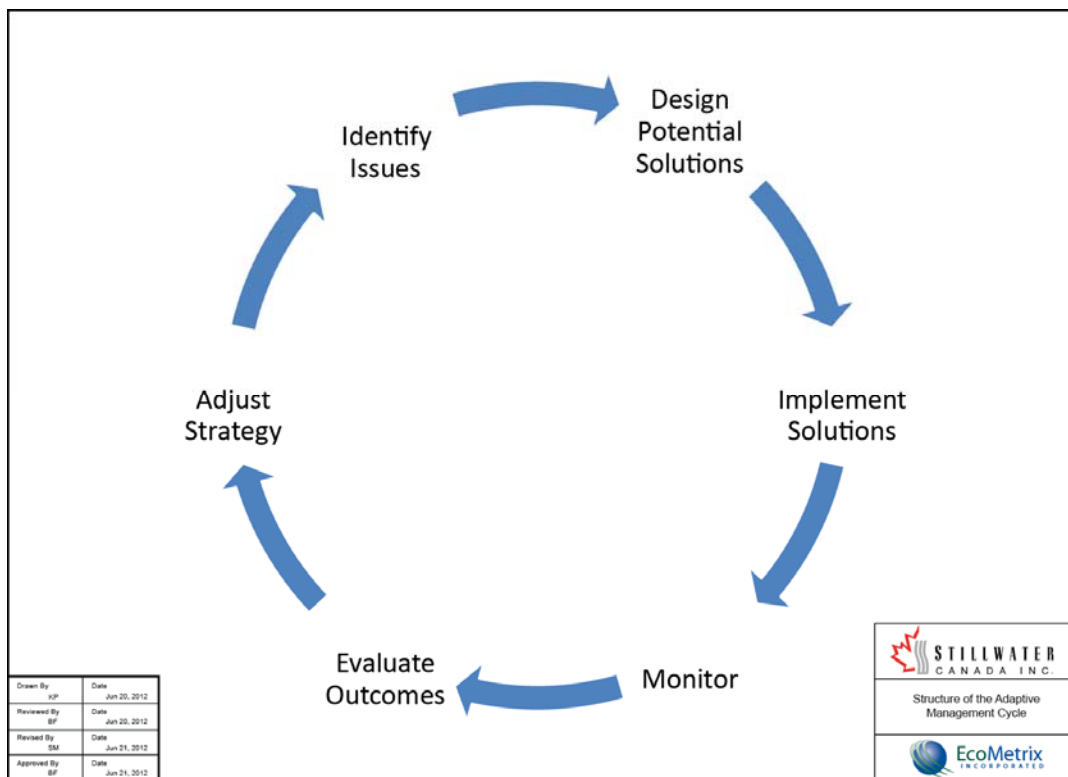 Identify
Issues
Design
Potential
Solutions
Implement
Solutions
Monitor
Evaluate
Outcomes
Adjust
Strategy
Drawn By
KP
Date
Jun 20, 2012
Reviewed By
BF
Date
Jun 20, 2012
Revised By
SM
Date
Jun 21, 2012
Approved By
BF
Date
Jun 21, 2012
STILLWATER
CANADA INC.
Structure of the Adaptive
Management Cycle
EcoMetrix
INCORPORATED